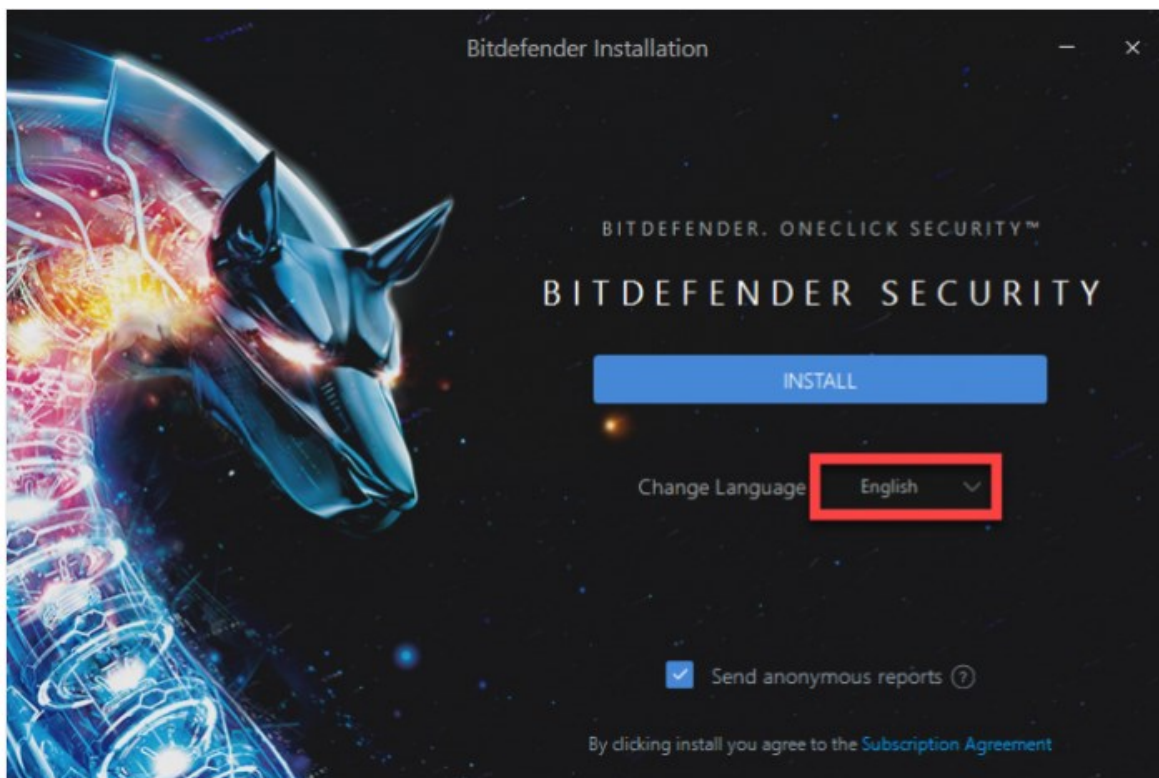 Bitdefender Installation
BITDEFENDER. ONECLICK SECURITY™
BITDEFENDER SECURITY
INSTALL
Change Language English
Send anonymous reports ?
By clicking install you agree to the Subscription Agreement